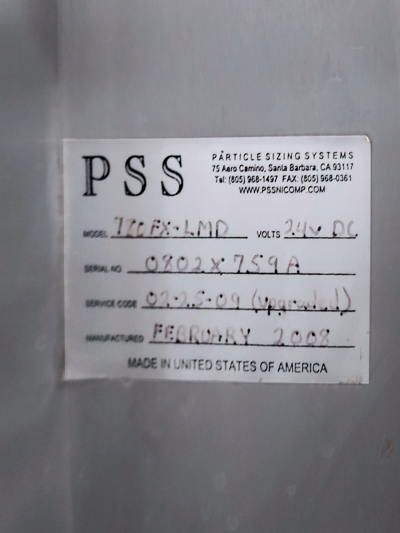 PSS
PARTICLE SIZING SYSTEMS
75 Aero Camino, Santa Barbara, CA 93117
Tel: (805) 968-1497 FAX: (805) 968-0361
WWW.PSSNICOMP.COM
MODEL FX-LMD VOLTS 24v DC
SERIAL NO 0802X759A
SERVICE CODE 02-25-09 (upgraded)
MANUFACTURED FEBRUARY 2008
MADE IN UNITED STATES OF AMERICA